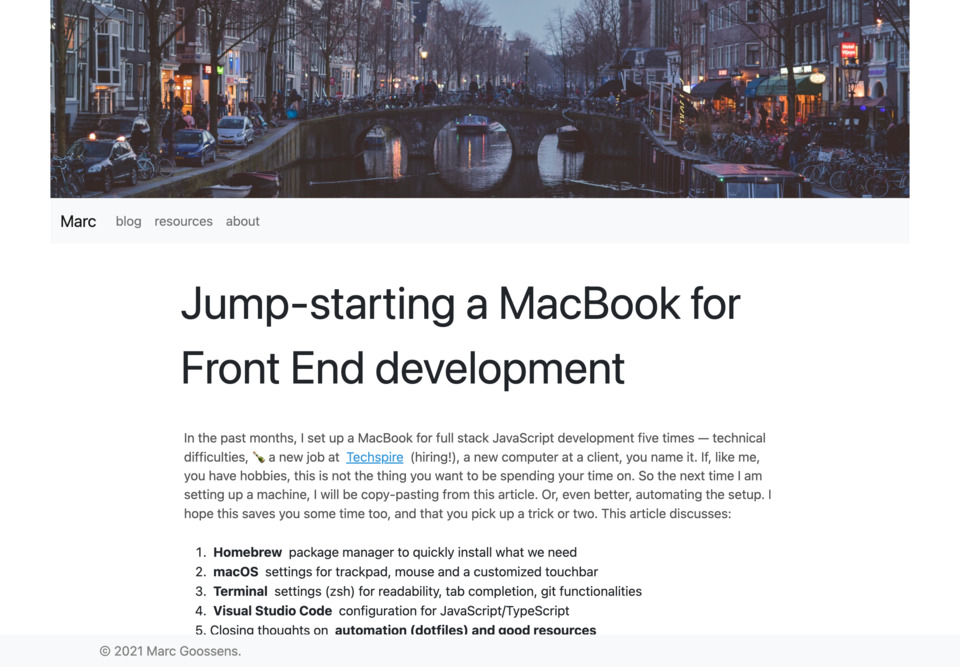 Marc blog resources about
Jump-starting a MacBook for
Front End development
In the past months, I set up a MacBook for full stack JavaScript development five times — technical
difficulties, 🍾 a new job at Techspire (hiring!), a new computer at a client, you name it. If, like me,
you have hobbies, this is not the thing you want to be spending your time on. So the next time I am
setting up a machine, I will be copy-pasting from this article. Or, even better, automating the setup. I
hope this saves you some time too, and that you pick up a trick or two. This article discusses:
1. Homebrew package manager to quickly install what we need
2. macOS settings for trackpad, mouse and a customized touchbar
3. Terminal settings (zsh) for readability, tab completion, git functionalities
4. Visual Studio Code configuration for JavaScript/TypeScript
5. Closing thoughts on automation (dotfiles) and good resources
© 2021 Marc Goossens.